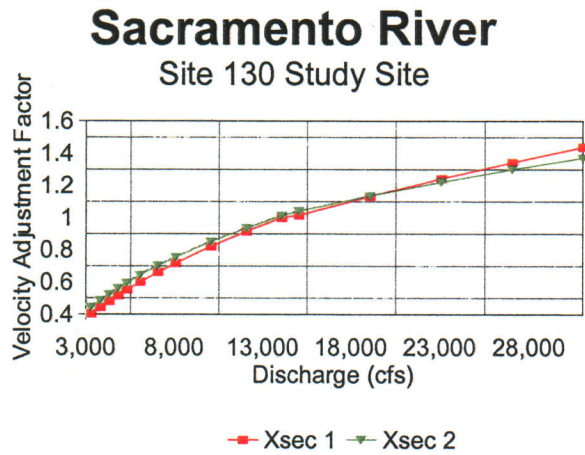 Sacramento River
Site 130 Study Site
Velocity Adjustment Factor
1.6
1.4
1.2
1
0.8
0.6
0.4
3,000 8,000 13,000 18,000 23,000 28,000
Discharge (cfs)
Xsec 1 Xsec 2